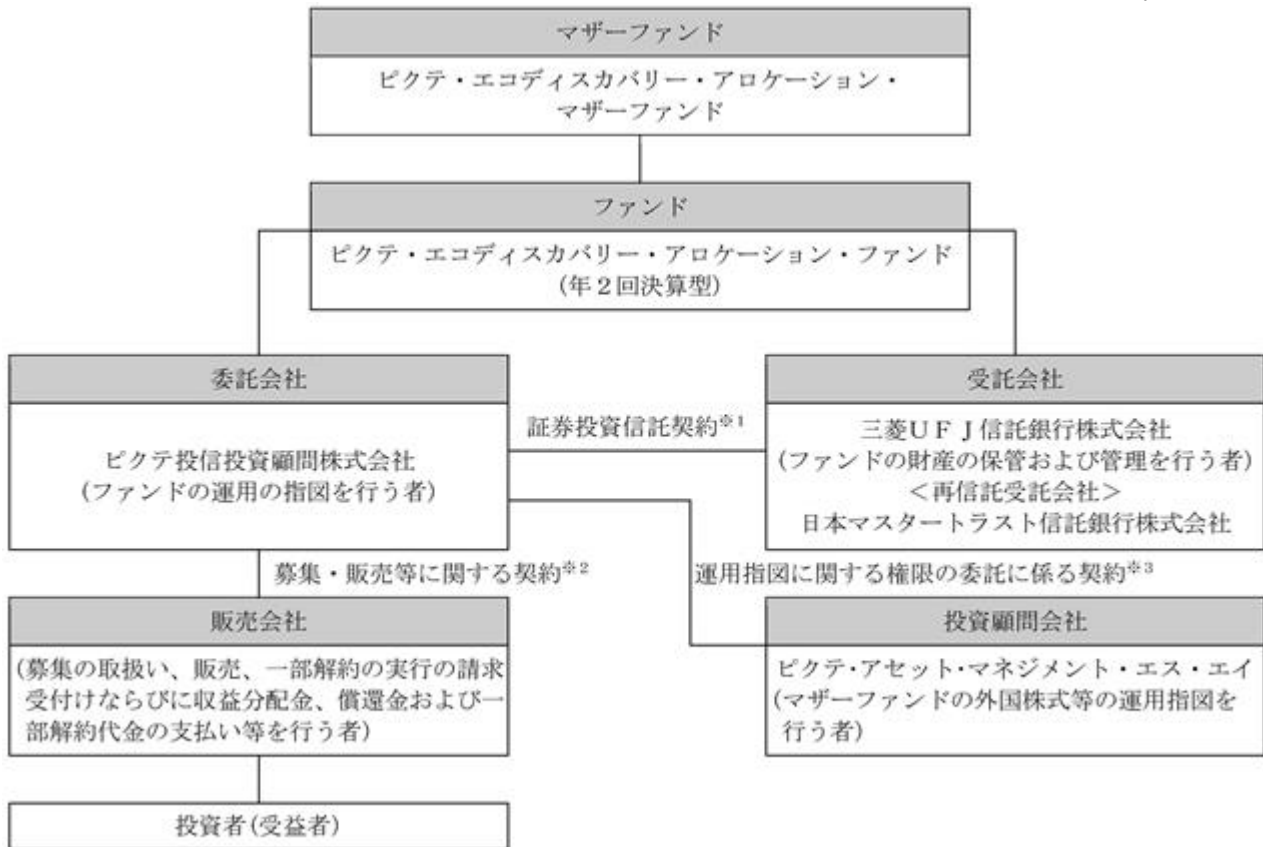 マザーファンド
ピクテ・エコディスカバリー・アロケーション・
マザーファンド
ファンド
ピクテ・エコディスカバリー・アロケーション・ファンド
(年2回決算型)
委託会社
ピクテ投信投資顧問株式会社
(ファンドの運用の指図を行う者)
証券投資信託契約※1
受託会社
三菱UFJ信託銀行株式会社
(ファンドの財産の保管および管理を行う者)
<再信託受託会社>
日本マスタートラスト信託銀行株式会社
募集・販売等に関する契約※2
運用指図に関する権限の委託に係る契約※3
販売会社
(募集の取扱い、販売、一部解約の実行の請求
受付けならびに収益分配金、償還金および一
部解約代金の支払い等を行う者)
投資顧問会社
ピクテ・アセット・マネジメント・エス・エイ
(マザーファンドの外国株式等の運用指図を
行う者)
投資者(受益者)